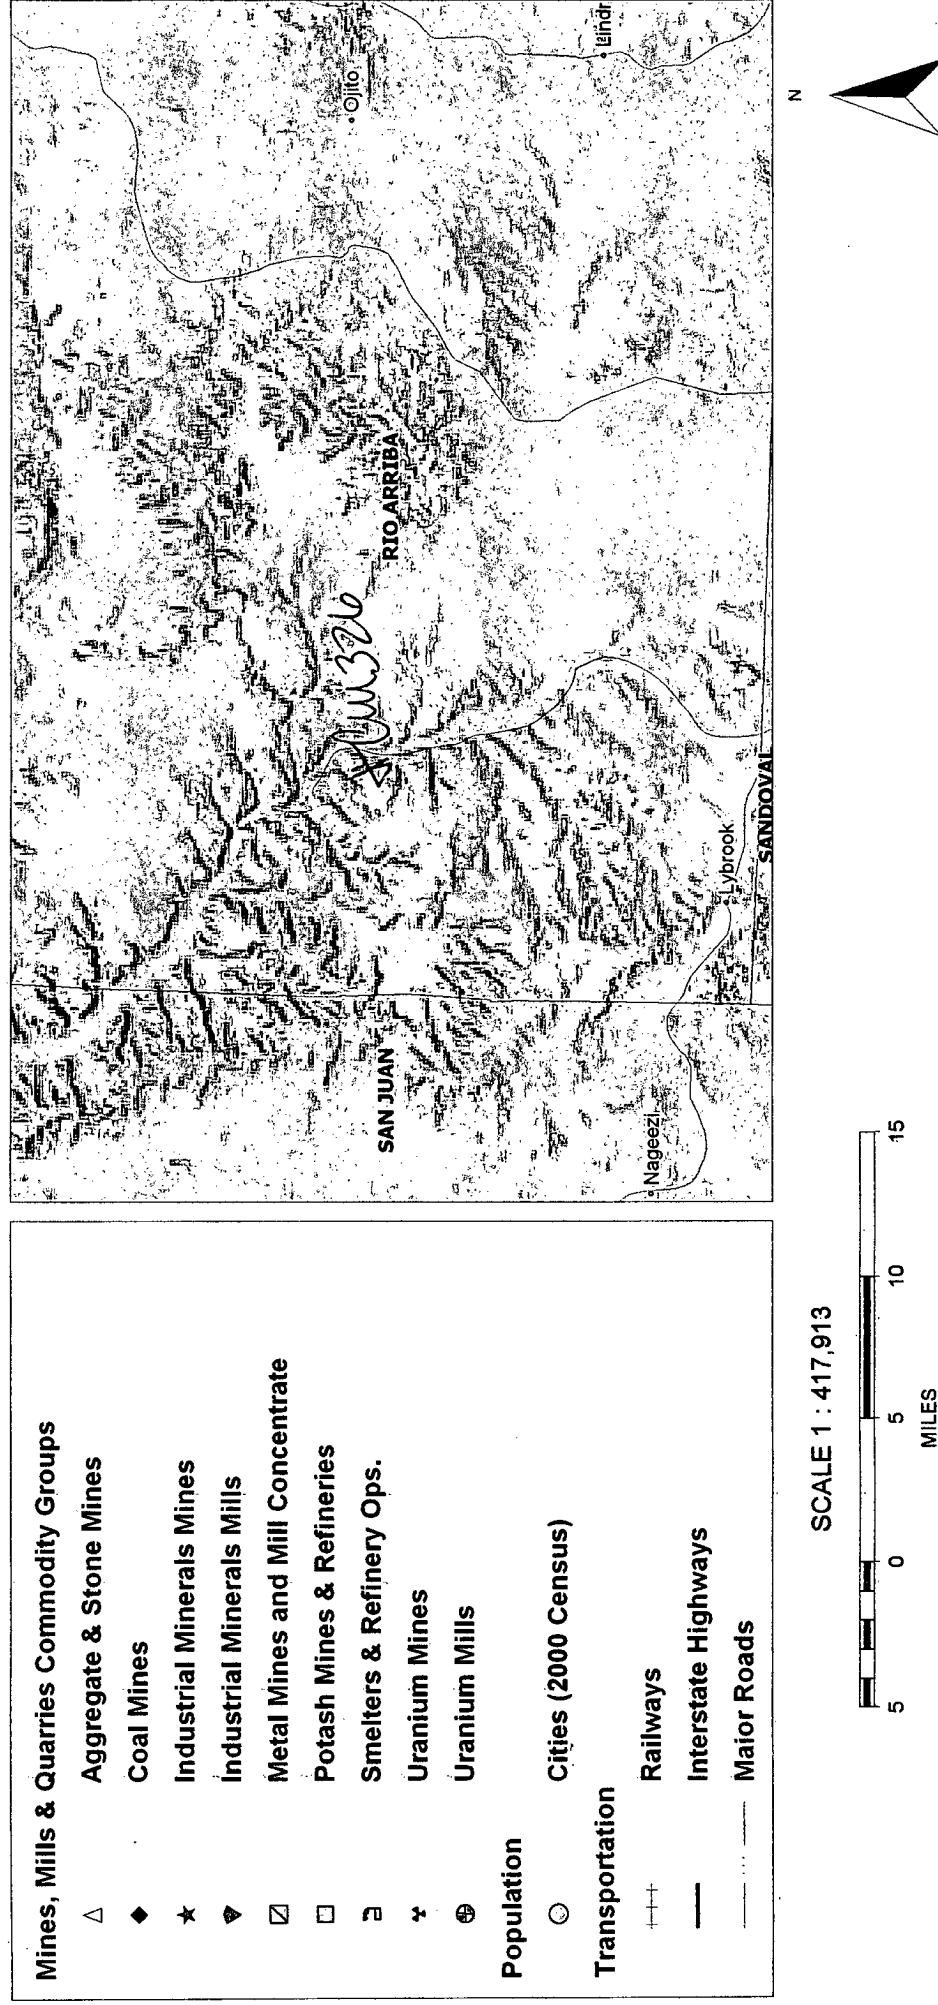 Mines, Mills & Quarries Commodity Groups
Aggregate & Stone Mines
Coal Mines
Industrial Minerals Mines
Industrial Minerals Mills
Metal Mines and Mill Concentrate
Potash Mines & Refineries
Smelters & Refinery Ops.
Uranium Mines
Uranium Mills
Population
Cities (2000 Census)
Transportation
Railways
Interstate Highways
Major Roads
Ojito
Lindr
RIO ARRIBA
326
SAN JUAN
Nageezi
Lybrook
SANDOVAL
N
SCALE 1 : 417,913
5 0 5 10 15
MILES